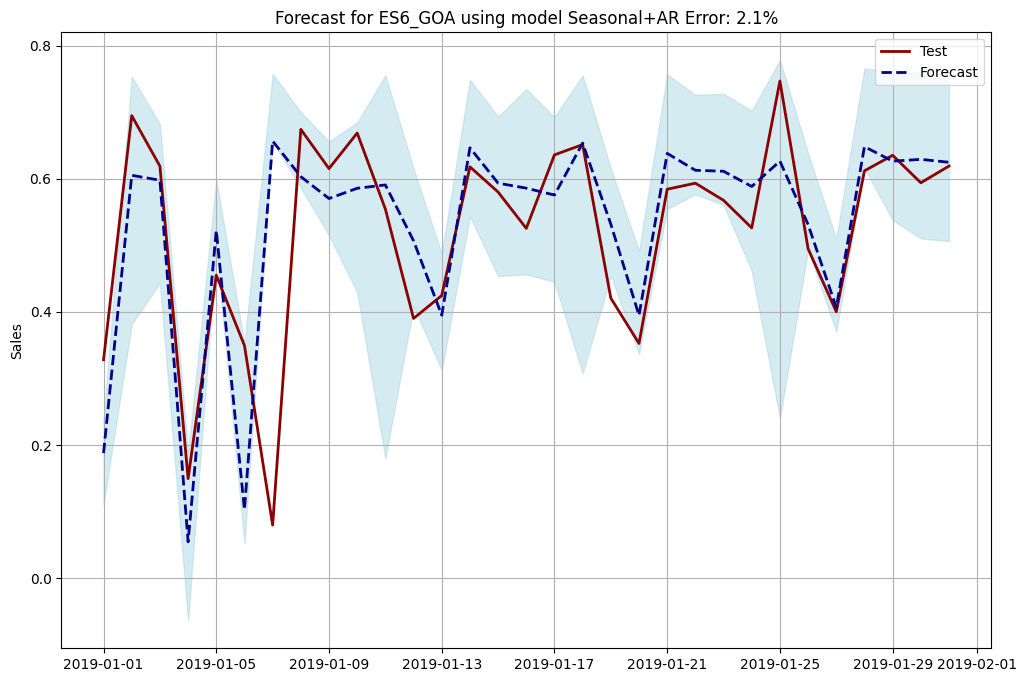 Forecast for ES6_GOA using model Seasonal+AR Error: 2.1%
Test
Forecast
Sales
0.8
0.6
0.4
0.2
0.0
2019-01-01 2019-01-05 2019-01-09 2019-01-13 2019-01-17 2019-01-21 2019-01-25 2019-01-29 2019-02-01